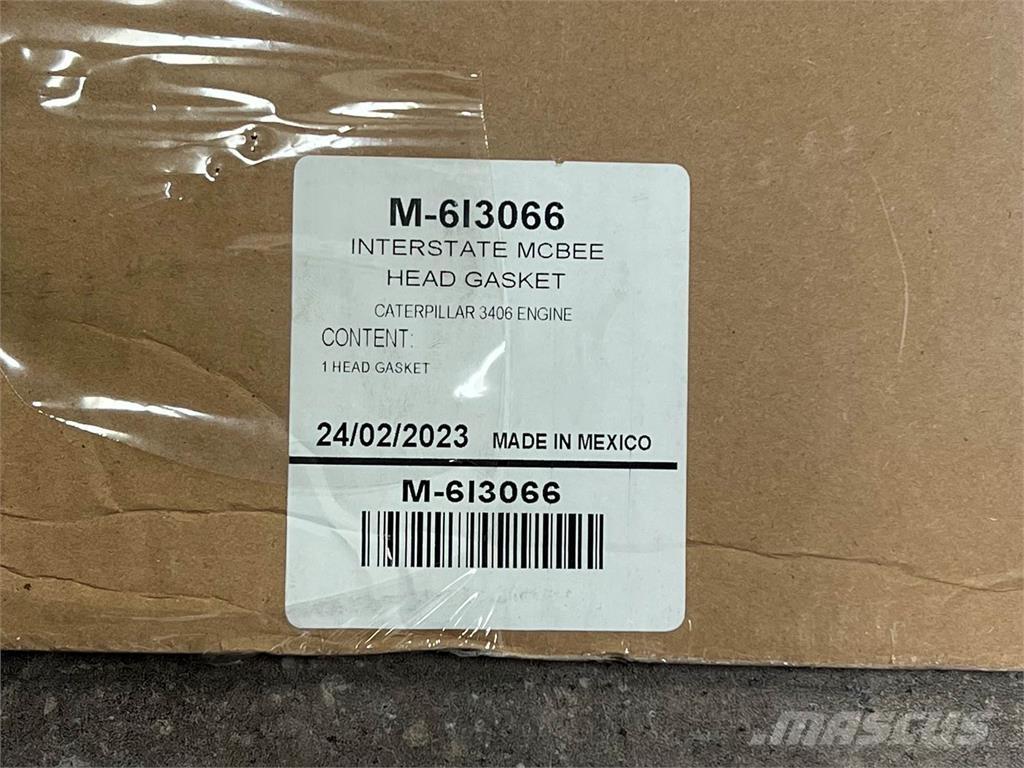 M-6I3066
INTERSTATE MCBEE
HEAD GASKET
CATERPILLAR 3406 ENGINE
CONTENT:
1 HEAD GASKET
24/02/2023 MADE IN MEXICO
M-6I3066
MASCUS